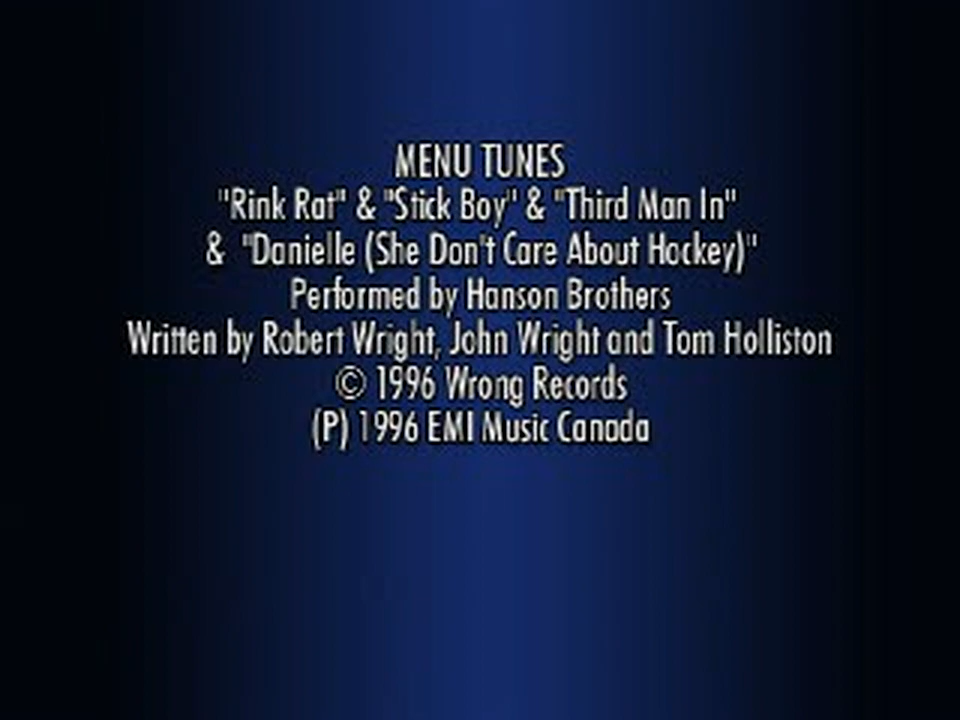 MENU TUNES
"Rink Rat" & "Stick Boy" & "Third Man In"
& "Danielle (She Don't Care About Hockey)"
Performed by Hanson Brothers
Written by Robert Wright, John Wright and Tom Holliston
© 1996 Wrong Records
(P) 1996 EMI Music Canada